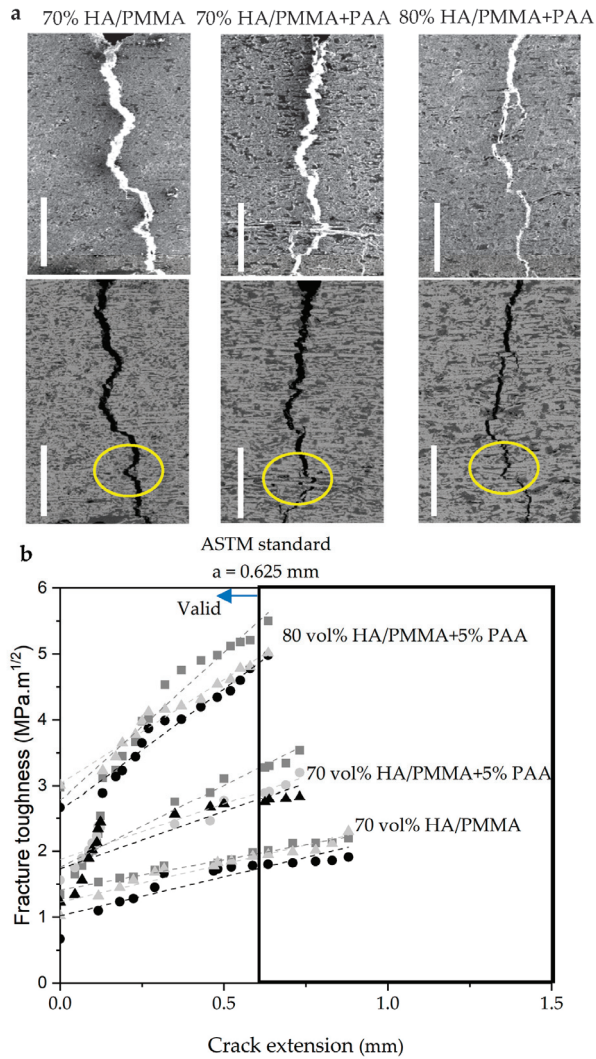 a
70% HA/PMMA 70% HA/PMMA+PAA 80% HA/PMMA+PAA
b
ASTM standard
a = 0.625 mm
Valid
80 vol% HA/PMMA+5% PAA
70 vol% HA/PMMA+5% PAA
70 vol% HA/PMMA
Fracture toughness (MPa.m1/2)
6
5
4
3
2
1
0
0.0 0.5 1.0 1.5
Crack extension (mm)